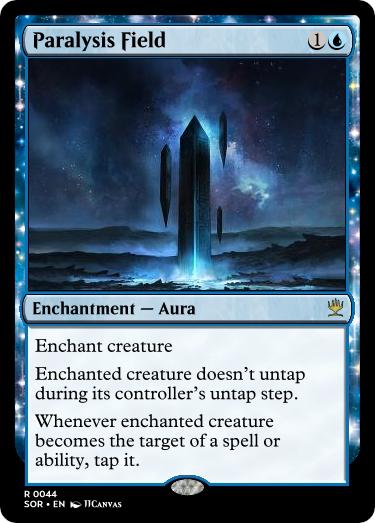 Paralysis Field 1
Enchantment — Aura
Enchant creature
Enchanted creature doesn't untap
during its controller's untap step.
Whenever enchanted creature
becomes the target of a spell or
ability, tap it.
R 0044
SOR • EN NCANVAS